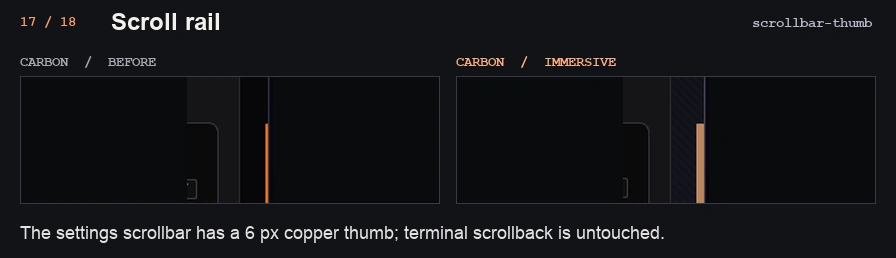 17 / 18 Scroll rail scrollbar-thumb
CARBON / BEFORE CARBON / IMMERSIVE
The settings scrollbar has a 6 px copper thumb; terminal scrollback is untouched.